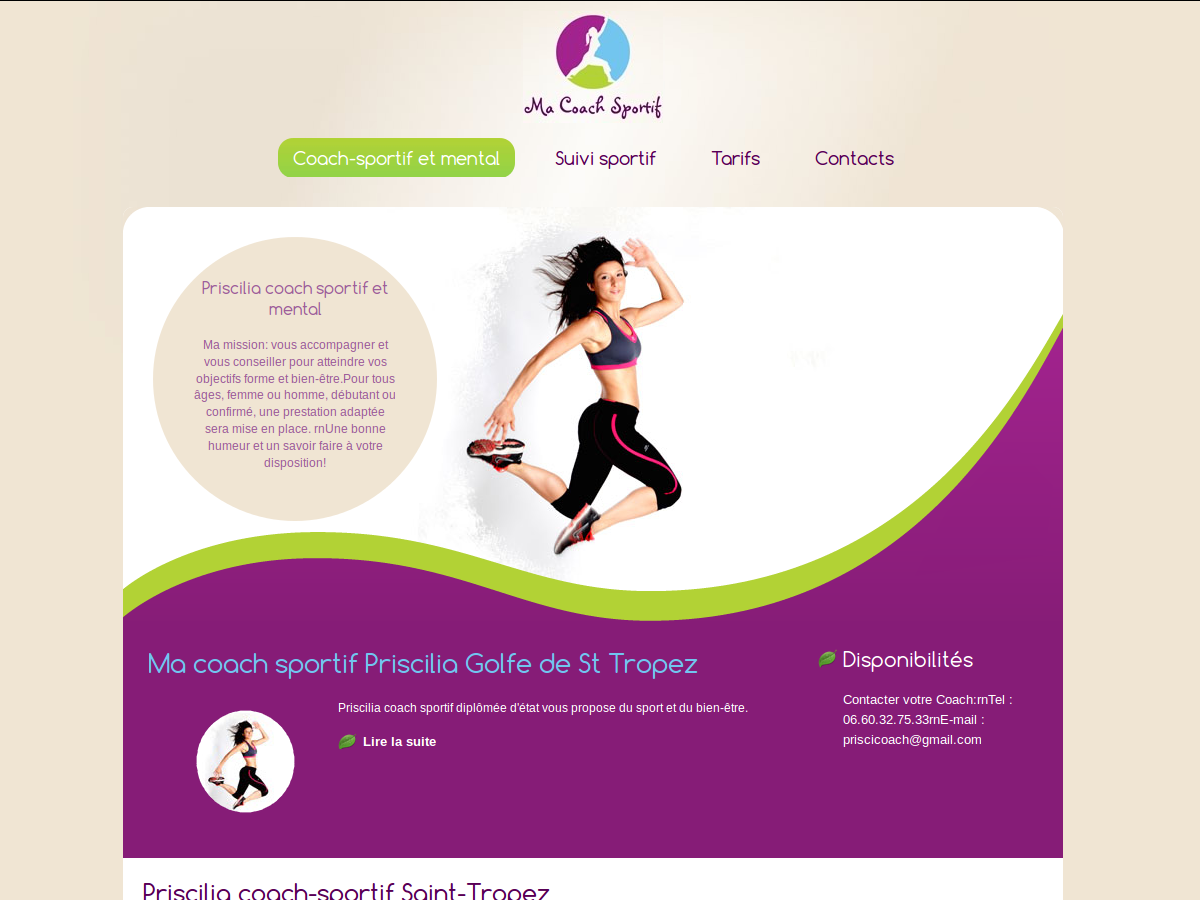 Ma Coach Sportif
Coach-sportif et mental
Suivi sportif
Tarifs
Contacts
Priscilia coach sportif et
mental
Ma mission: vous accompagner et
vous conseiller pour atteindre vos
objectifs forme et bien-être.Pour tous
âges, femme ou homme, débutant ou
confirmé, une prestation adaptée
sera mise en place. rnUne bonne
humeur et un savoir faire à votre
disposition!
Ma coach sportif Priscilia Golfe de St Tropez
Priscilia coach sportif diplômée d'état vous propose du sport et du bien-être.
Lire la suite
Disponibilités
Contacter votre Coach:rnTel :
06.60.32.75.33rnE-mail :
priscicoach@gmail.com
Priscilia coach-sportif Saint-Tropez